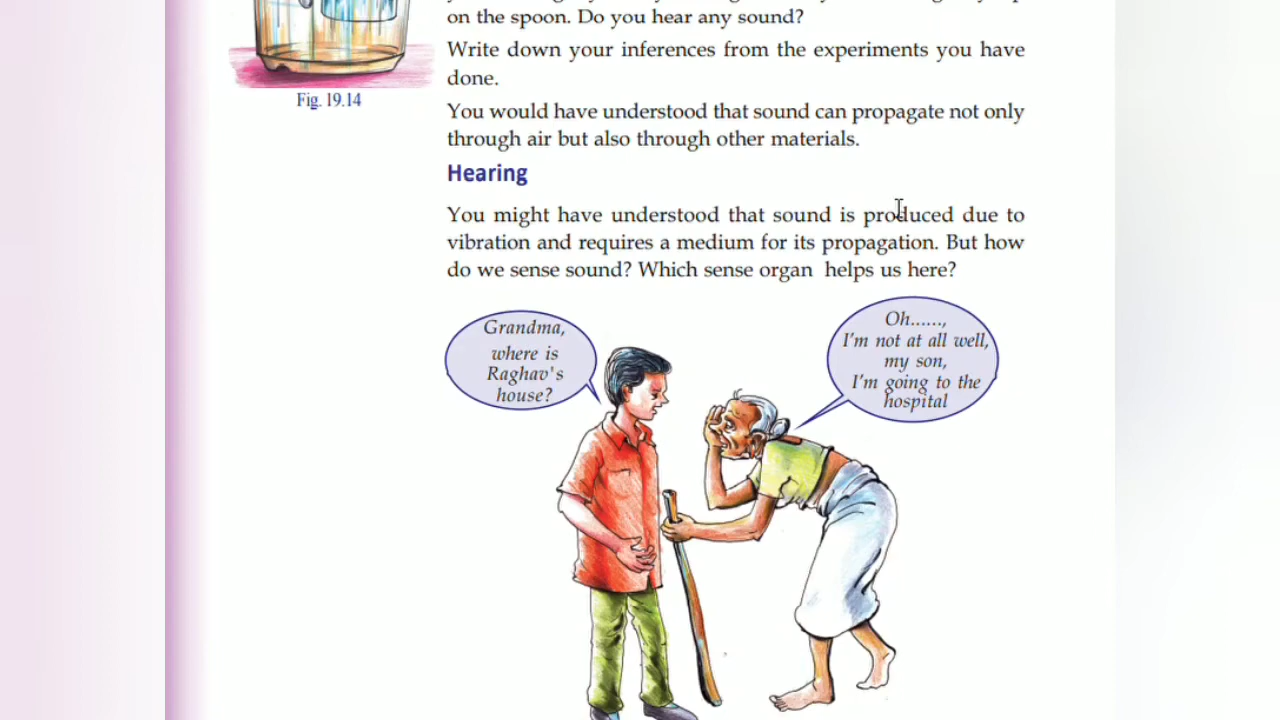 on the spoon. Do you hear any sound?
Write down your inferences from the experiments you have
done.
Fig. 19.14
You would have understood that sound can propagate not only
through air but also through other materials.
Hearing
You might have understood that sound is produced due to
vibration and requires a medium for its propagation. But how
do we sense sound? Which sense organ helps us here?
Grandma,
where is
Raghav's
house?
Oh......,
I'm not at all well,
my son,
I'm going to the
hospital